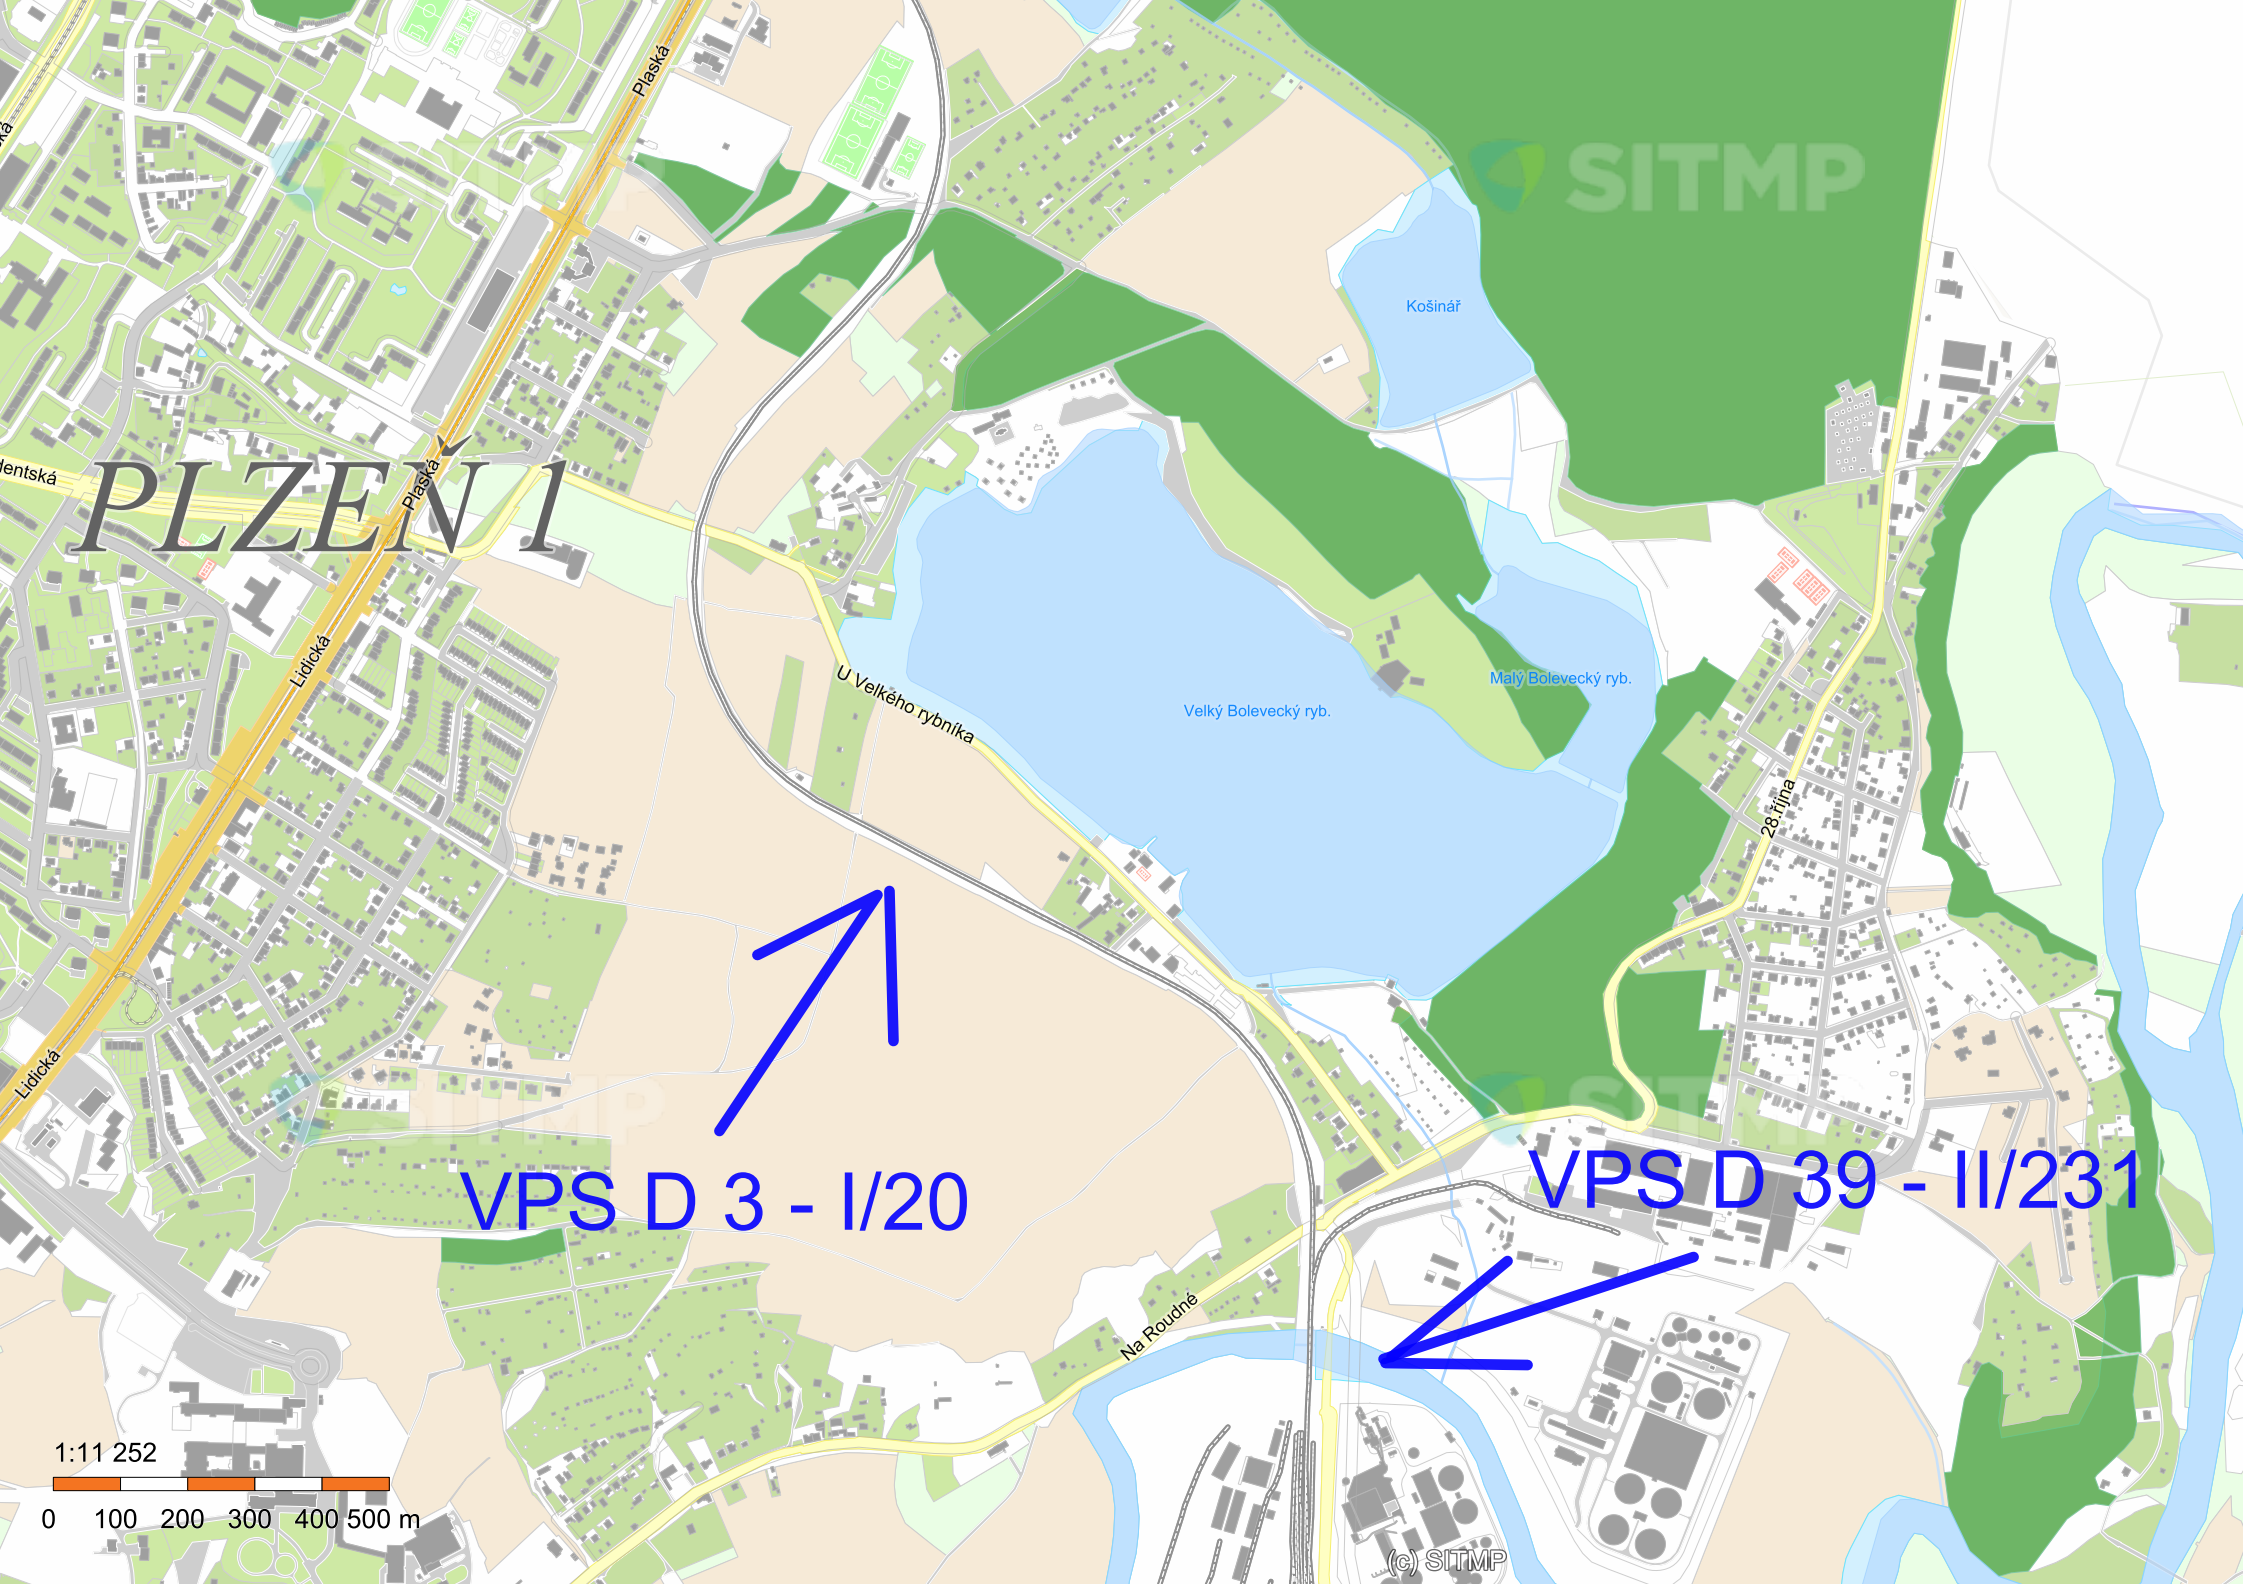 Plaská
SITMP
Košinář
dentská
Plaská
PLZEŇ 1
Lidická
U Velkého rybníka
Malý Bolevecký ryb.
Velký Bolevecký ryb.
28.října
Lidická
SITMP
SITMP
VPS D 3 - I/20
VPS D 39 - II/231
Na Roudné
1:11 252
0 100 200 300 400 500 m
(c) SITMP